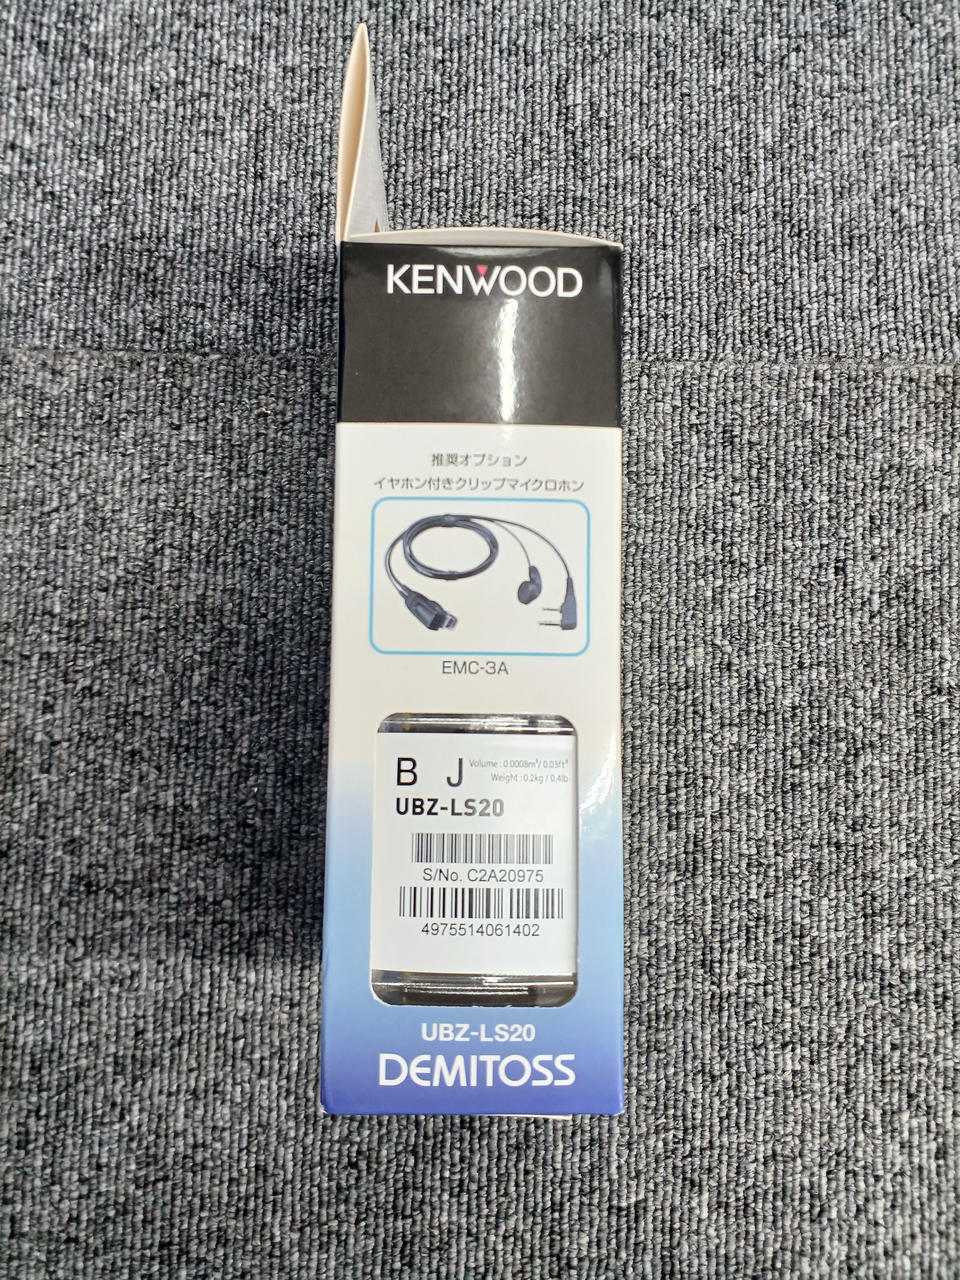 KENWOOD
推奨オプション
イヤホン付きクリップマイクロホン
EMC-3A
B J
Volume : 0.0008m³/ 0.03ft³
Weight : 0.2kg / 0.4lb
UBZ-LS20
S/No. C2A20975
4975514061402
UBZ-LS20
DEMITOSS